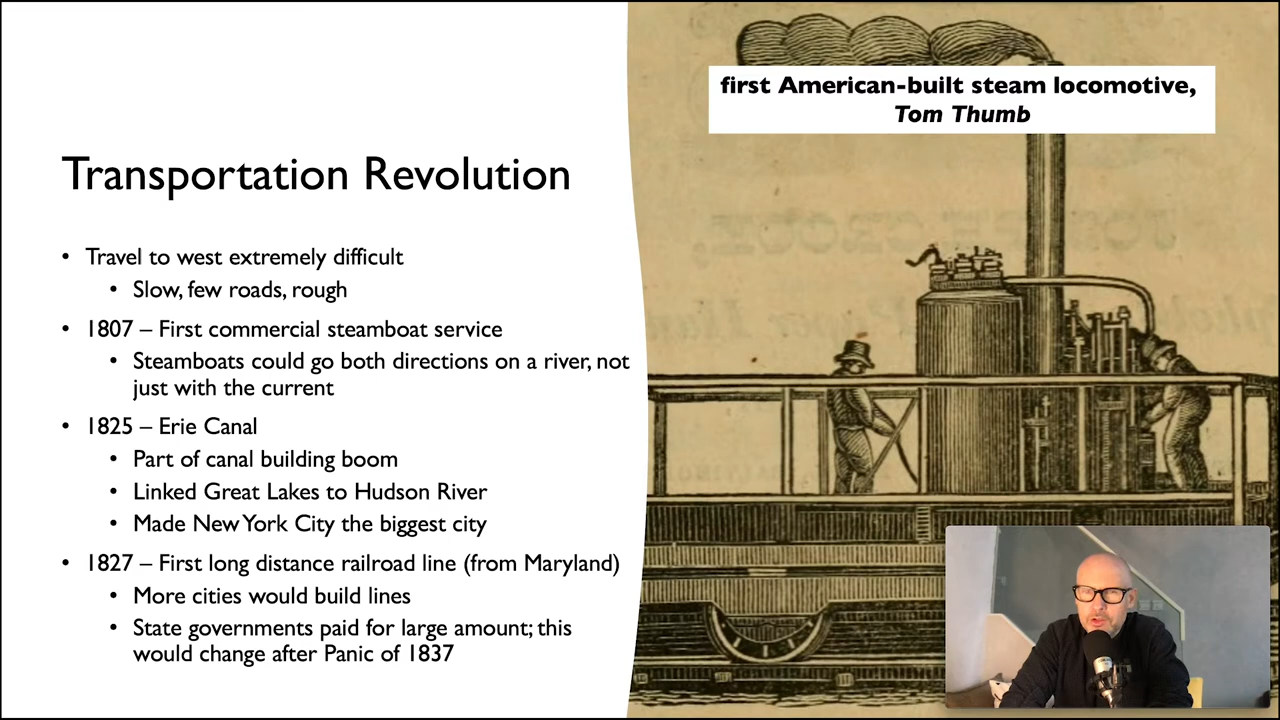 first American-built steam locomotive,
Tom Thumb
Transportation Revolution
• Travel to west extremely difficult
• Slow, few roads, rough
• 1807 – First commercial steamboat service
• Steamboats could go both directions on a river, not
just with the current
• 1825 – Erie Canal
• Part of canal building boom
• Linked Great Lakes to Hudson River
• Made New York City the biggest city
• 1827 – First long distance railroad line (from Maryland)
• More cities would build lines
• State governments paid for large amount; this
would change after Panic of 1837